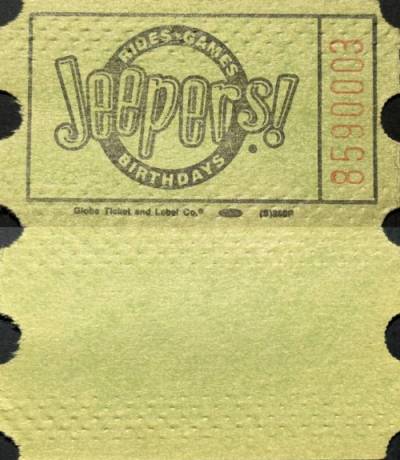 RIDES • GAMES
Jeepers!
BIRTHDAYS
8590003
Globe Ticket and Label Co.®